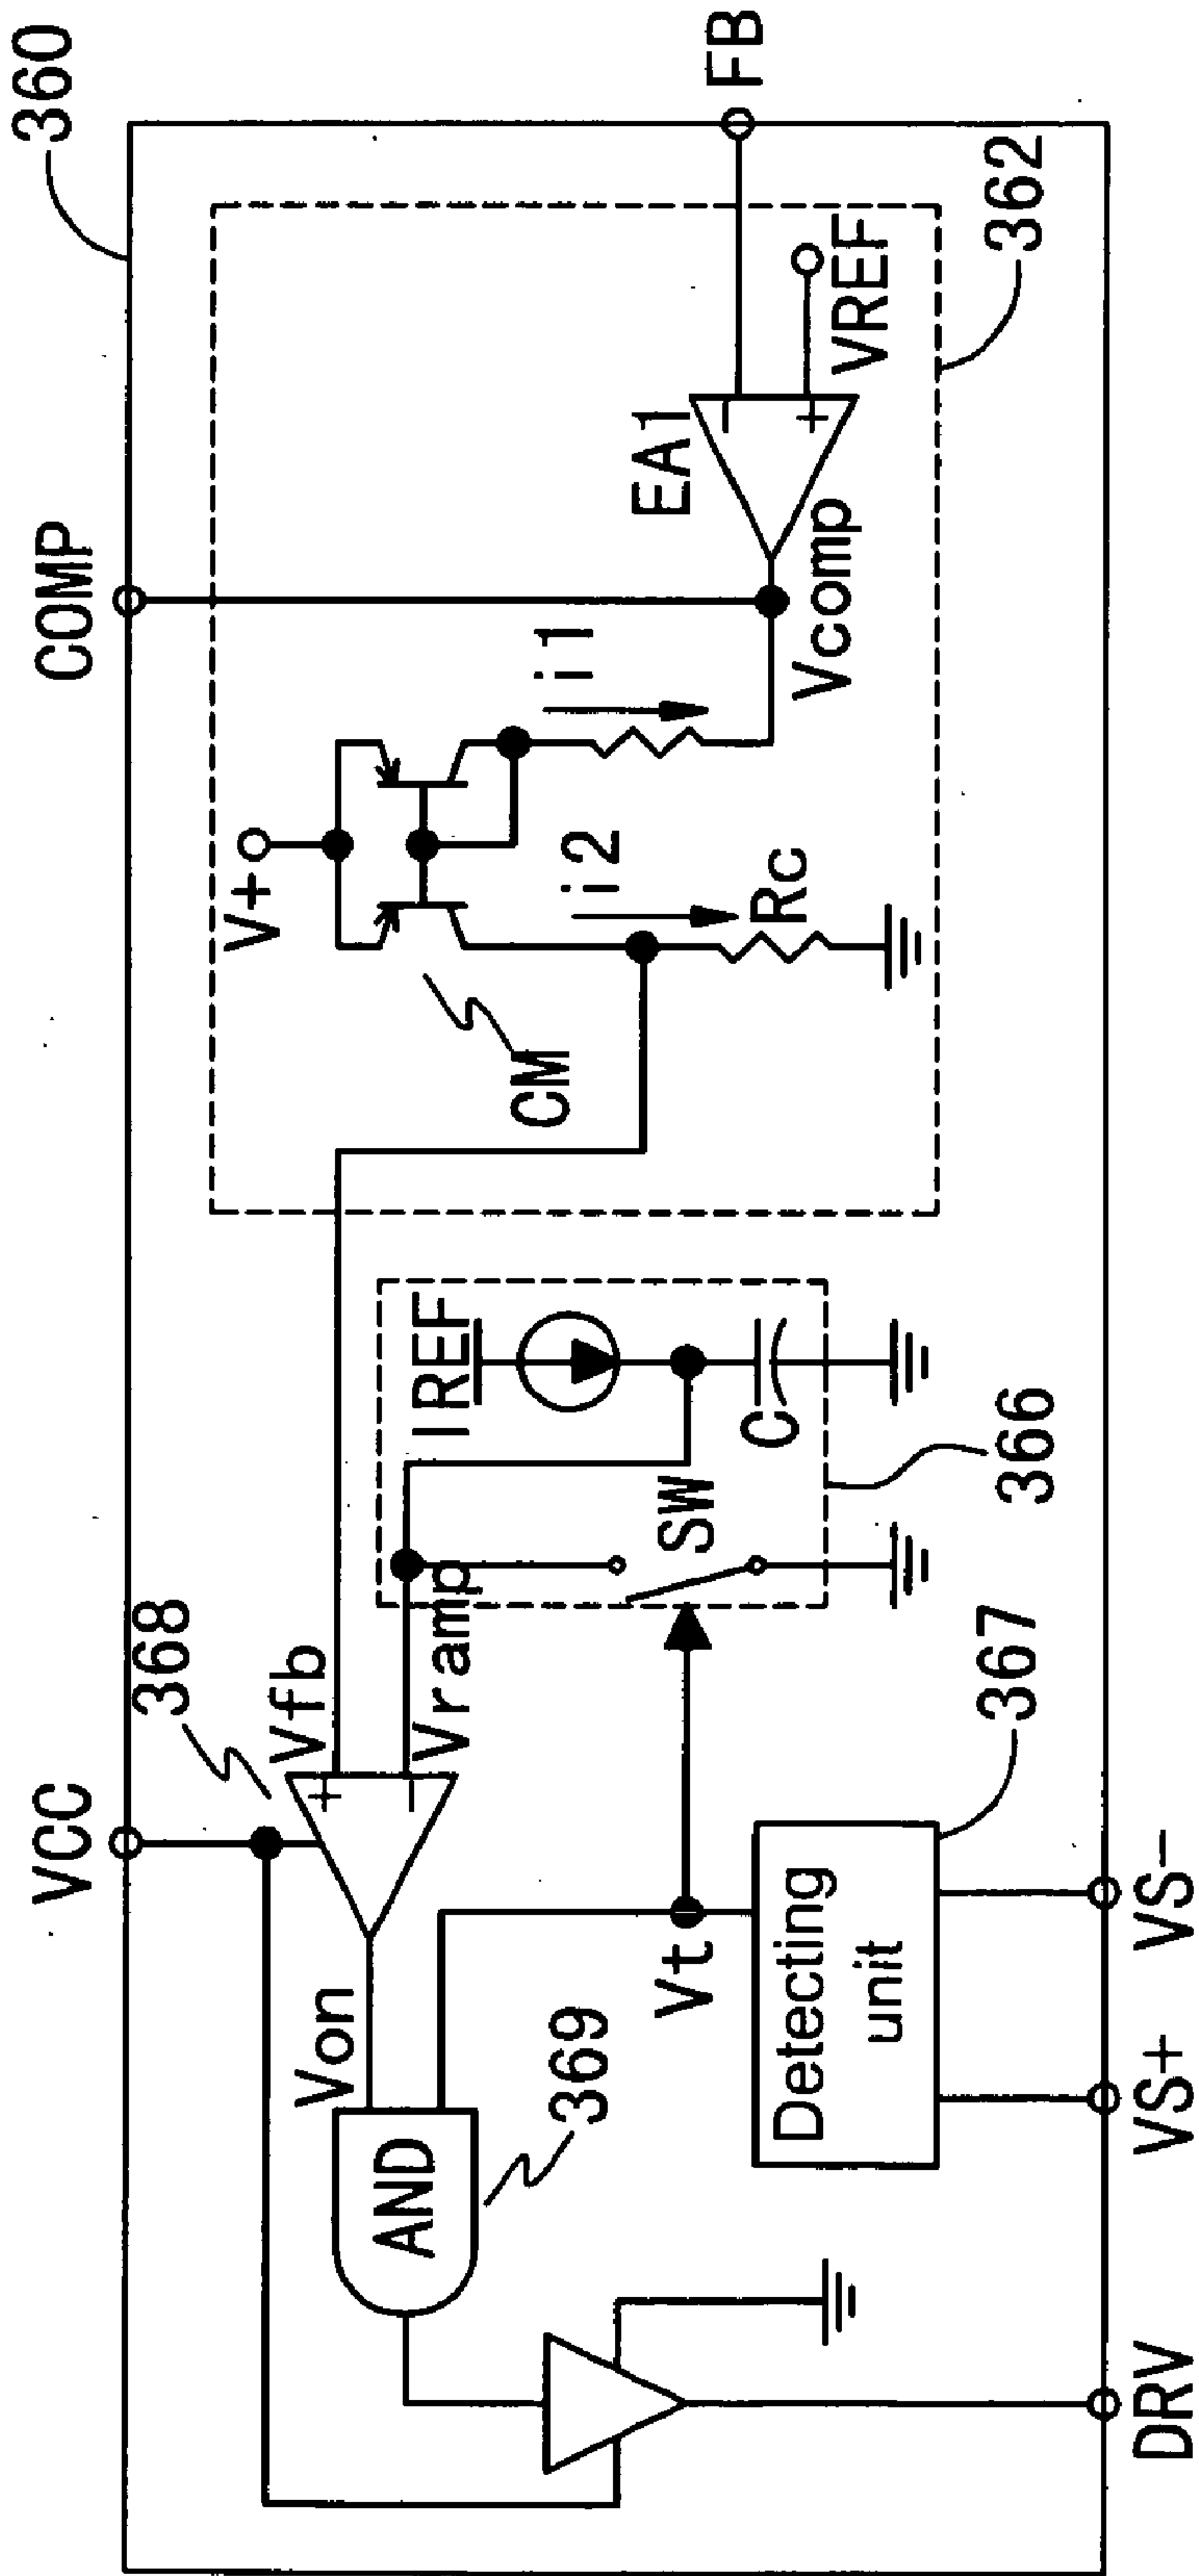 360
COMP
VCC
368
V+
CM
i2
i1
Rc
EA1
-
+
VREF
FB
Vcomp
362
Vfb
+
-
Vramp
IREF
C
SW
366
Von
AND
369
Vt
Detecting
unit
367
DRV
VS+
VS-